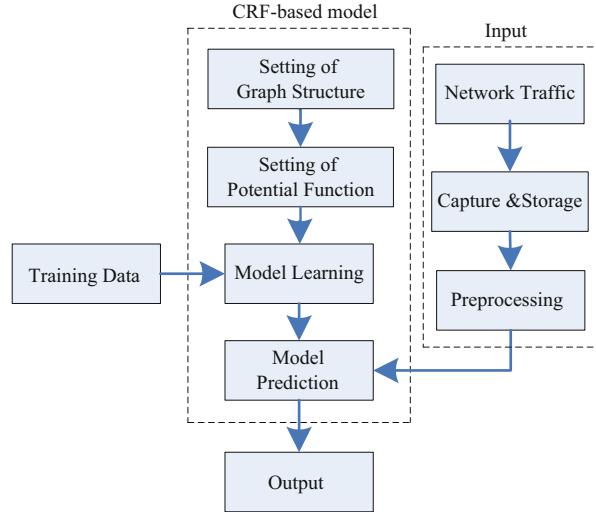 CRF-based model
Setting of
Graph Structure
Setting of
Potential Function
Training Data
Model Learning
Model
Prediction
Output
Input
Network Traffic
Capture &Storage
Preprocessing